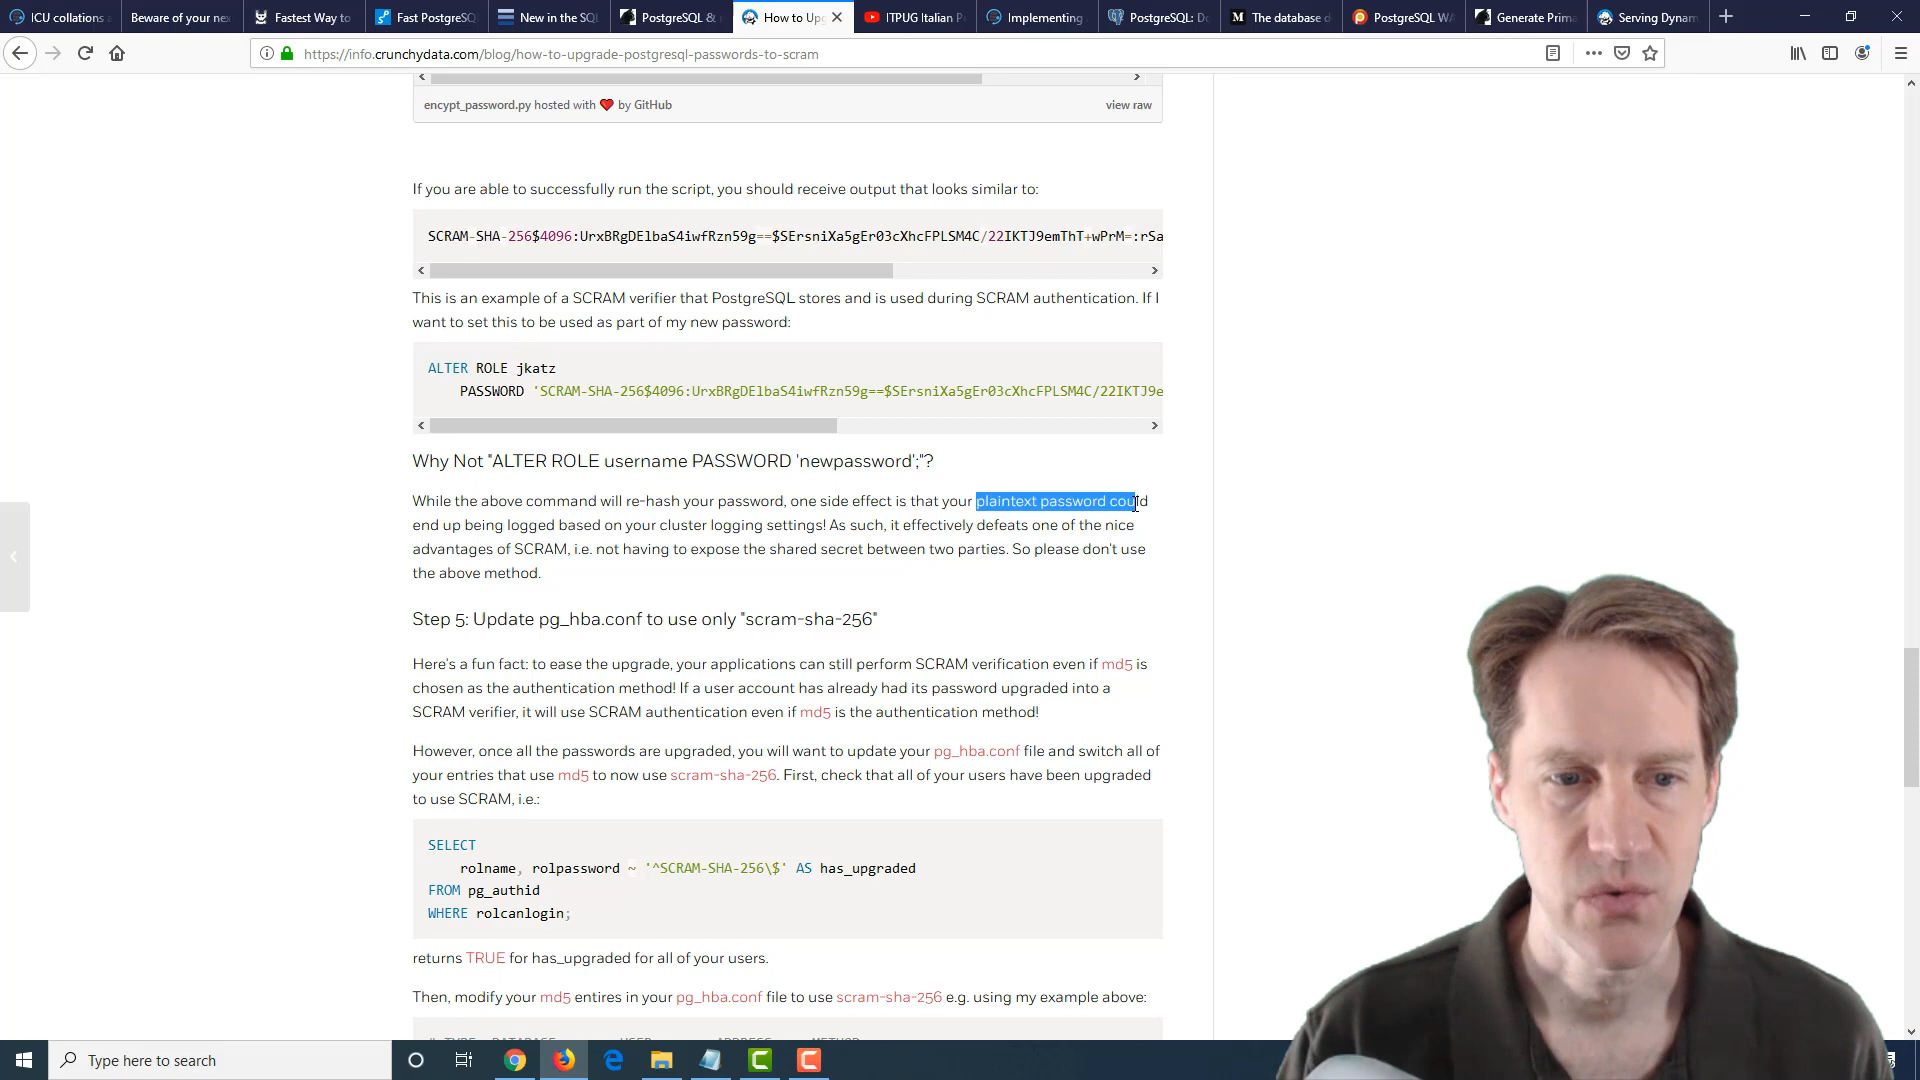 ICU collations a
Beware of your nex
Fastest Way to
Fast PostgreSQ
New in the SQL
PostgreSQL &
How to Upg
ITPUG Italian P
Implementing
PostgreSQL: Do
The database d
PostgreSQL WA
Generate Prima
Serving Dynam
https://info.crunchydata.com/blog/how-to-upgrade-postgresql-passwords-to-scram
encypt_password.py hosted with ❤ by GitHub
view raw
If you are able to successfully run the script, you should receive output that looks similar to:
SCRAM-SHA-256$4096:UrxBRgDElbaS4iwfRzn59g==$SErsniXa5gEr03cXhcFPLSM4C/22IKTJ9emThT+wPrM=:rSa
This is an example of a SCRAM verifier that PostgreSQL stores and is used during SCRAM authentication. If I
want to set this to be used as part of my new password:
ALTER ROLE jkatz
PASSWORD 'SCRAM-SHA-256$4096:UrxBRgDElbaS4iwfRzn59g==$SErsniXa5gEr03cXhcFPLSM4C/22IKTJ9e
Why Not "ALTER ROLE username PASSWORD 'newpassword';"?
While the above command will re-hash your password, one side effect is that your plaintext password could
end up being logged based on your cluster logging settings! As such, it effectively defeats one of the nice
advantages of SCRAM, i.e. not having to expose the shared secret between two parties. So please don't use
the above method.
Step 5: Update pg_hba.conf to use only "scram-sha-256"
Here's a fun fact: to ease the upgrade, your applications can still perform SCRAM verification even if md5 is
chosen as the authentication method! If a user account has already had its password upgraded into a
SCRAM verifier, it will use SCRAM authentication even if md5 is the authentication method!
However, once all the passwords are upgraded, you will want to update your pg_hba.conf file and switch all of
your entries that use md5 to now use scram-sha-256. First, check that all of your users have been upgraded
to use SCRAM, i.e.:
SELECT
rolname, rolpassword ~ '^SCRAM-SHA-256\$' AS has_upgraded
FROM pg_authid
WHERE rolcanlogin;
returns TRUE for has_upgraded for all of your users.
Then, modify your md5 entires in your pg_hba.conf file to use scram-sha-256 e.g. using my example above:
# TYPE DATABASE USER ADDRESS METHOD
Type here to search